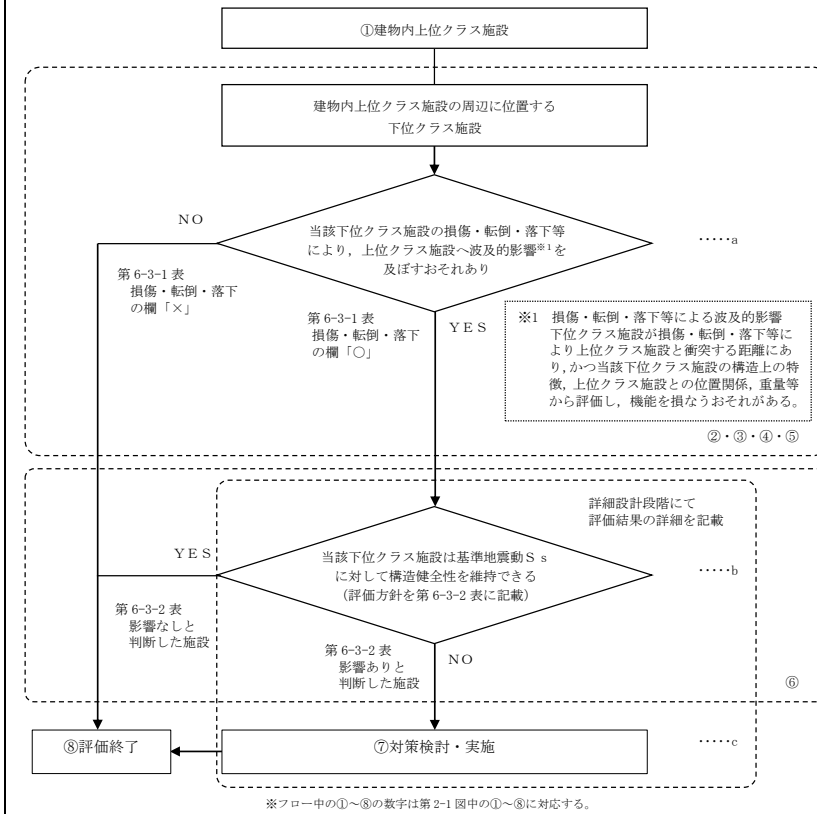 ①建物内上位クラス施設
建物内上位クラス施設の周辺に位置する
下位クラス施設
NO
当該下位クラス施設の損傷・転倒・落下等
により，上位クラス施設へ波及的影響※1を
及ぼすおそれあり
‥‥‥a
第 6-3-1 表
損傷・転倒・落下
の欄「×」
第 6-3-1 表
損傷・転倒・落下
の欄「○」
YES
※1　損傷・転倒・落下等による波及的影響
下位クラス施設が損傷・転倒・落下等に
より上位クラス施設と衝突する距離にあ
り，かつ当該下位クラス施設の構造上の特
徴，上位クラス施設との位置関係，重量等
から評価し，機能を損なうおそれがある。
②・③・④・⑤
詳細設計段階にて
評価結果の詳細を記載
YES
当該下位クラス施設は基準地震動Ｓｓ
に対して構造健全性を維持できる
（評価方針を第 6-3-2 表に記載）
‥‥‥b
第 6-3-2 表
影響なしと
判断した施設
第 6-3-2 表
影響ありと
判断した施設
NO
⑥
⑧評価終了
⑦対策検討・実施
‥‥‥c
※フロー中の①～⑧の数字は第 2-1 図中の①～⑧に対応する。